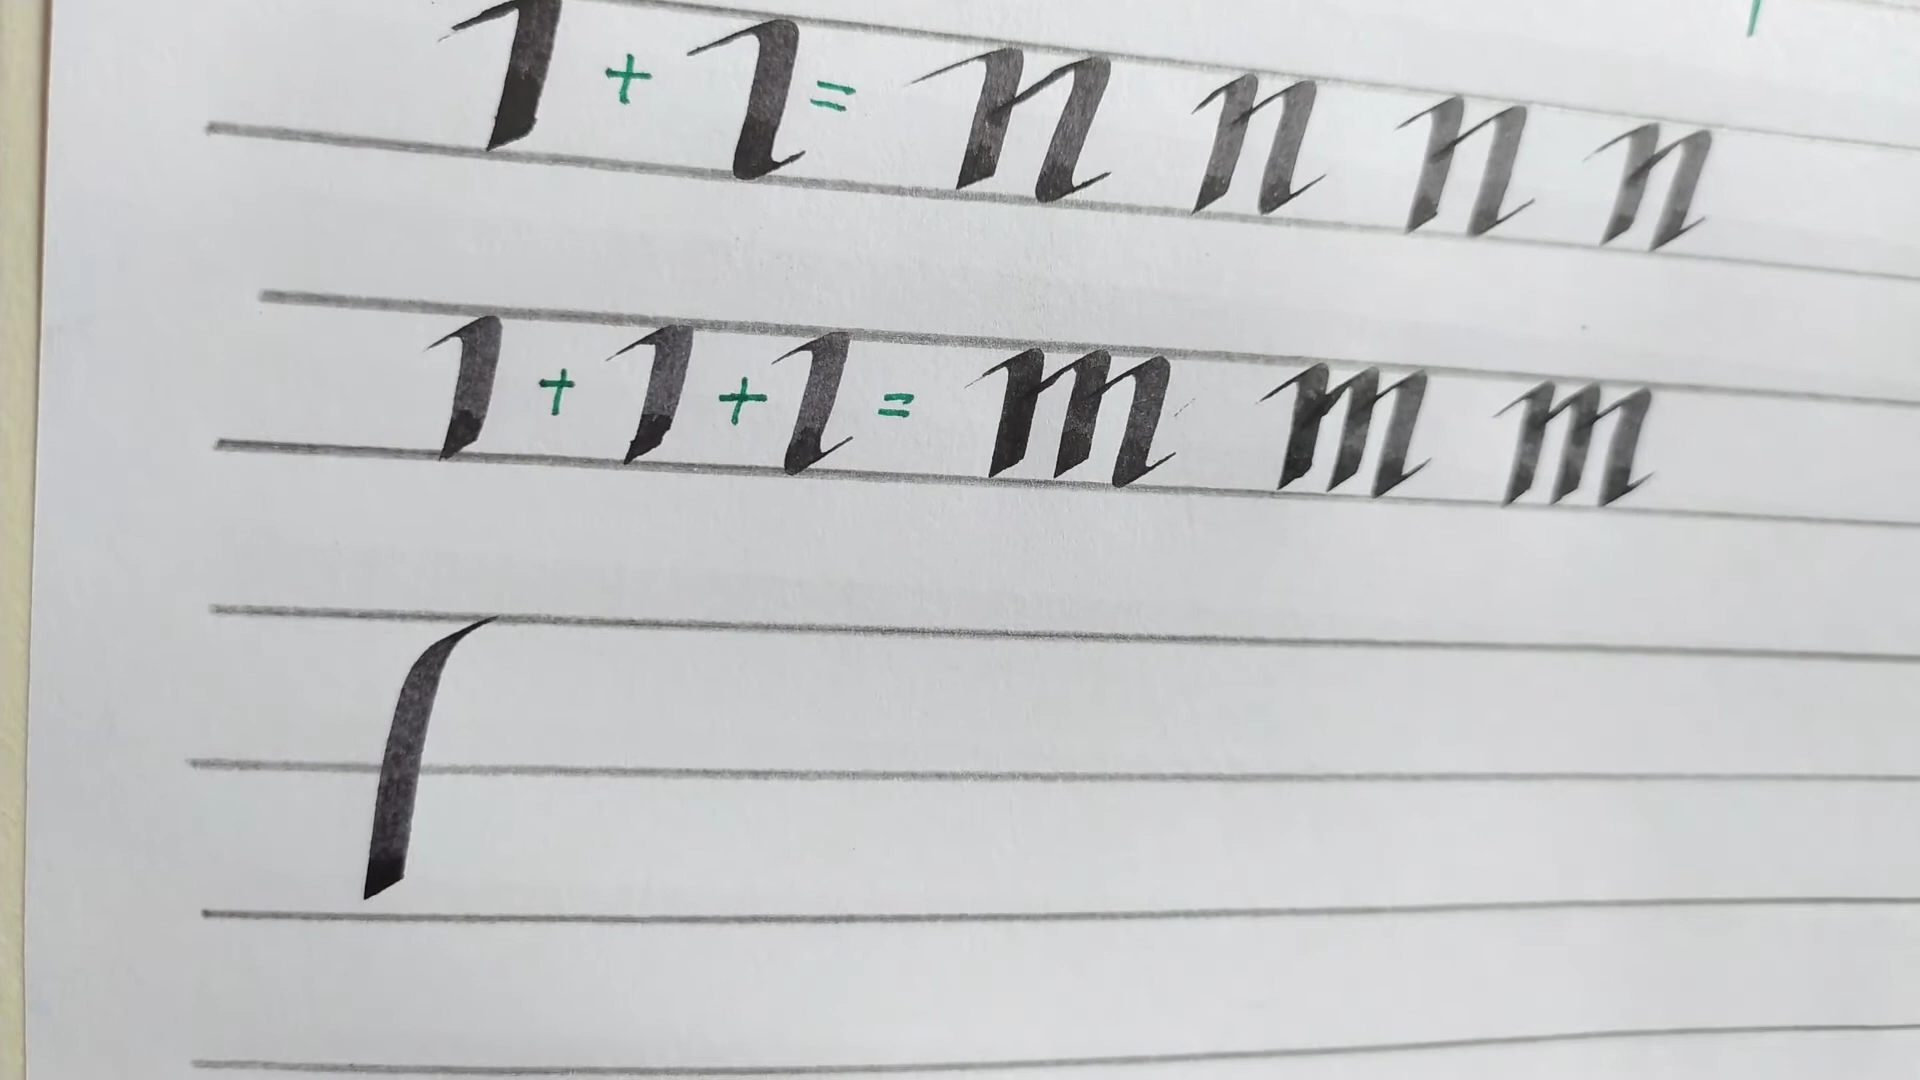 ı + ı = n n n n
ı + ı + ı = m m m